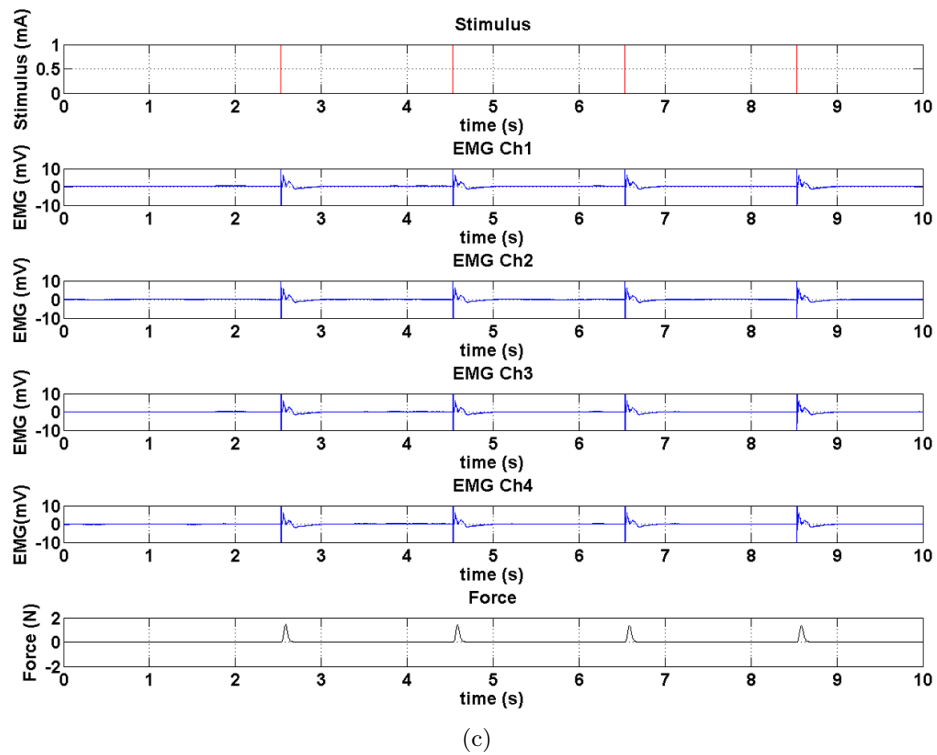 Stimulus
Stimulus (mA)
1
0.5
0
0 1 2 3 4 5 6 7 8 9 10
time (s)
EMG Ch1
EMG (mV)
10
0
-10
0 1 2 3 4 5 6 7 8 9 10
time (s)
EMG Ch2
EMG (mV)
10
0
-10
0 1 2 3 4 5 6 7 8 9 10
time (s)
EMG Ch3
EMG (mV)
10
0
-10
0 1 2 3 4 5 6 7 8 9 10
time (s)
EMG Ch4
EMG(mV)
10
0
-10
0 1 2 3 4 5 6 7 8 9 10
time (s)
Force
Force (N)
2
0
-2
0 1 2 3 4 5 6 7 8 9 10
time (s)
(c)